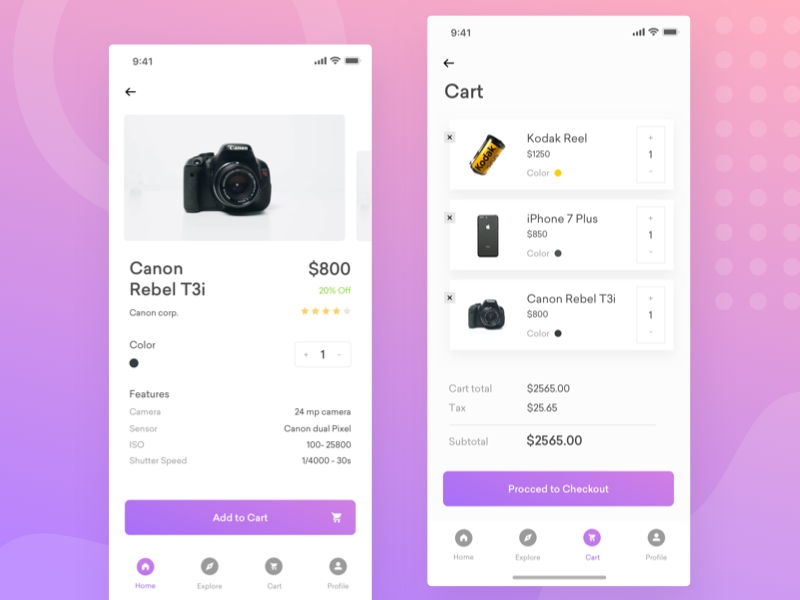 9:41
Canon
Canon
Rebel T3i
$800
20% Off
Canon corp.
Color
+ 1 -
Features
Camera 24 mp camera
Sensor Canon dual Pixel
ISO 100- 25800
Shutter Speed 1/4000 - 30s
Add to Cart
Home Explore Cart Profile
9:41
Cart
Kodak
Kodak Reel
$1250
Color
+
1
-
iPhone 7 Plus
$850
Color
+
1
-
Canon Rebel T3i
$800
Color
+
1
-
Cart total $2565.00
Tax $25.65
Subtotal $2565.00
Procced to Checkout
Home Explore Cart Profile